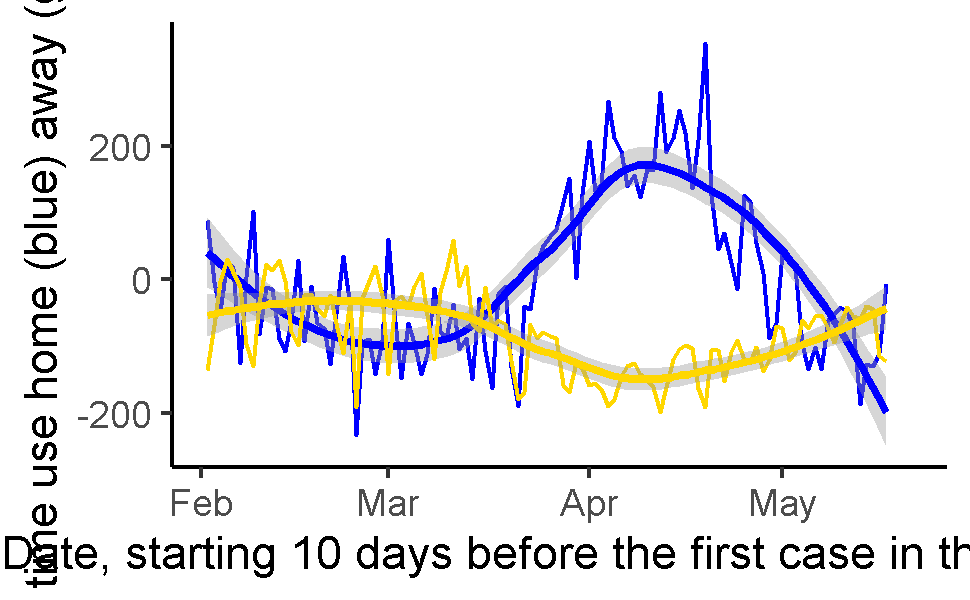 time use home (blue) away (
200
0
-200
Feb Mar Apr May
Date, starting 10 days before the first case in th